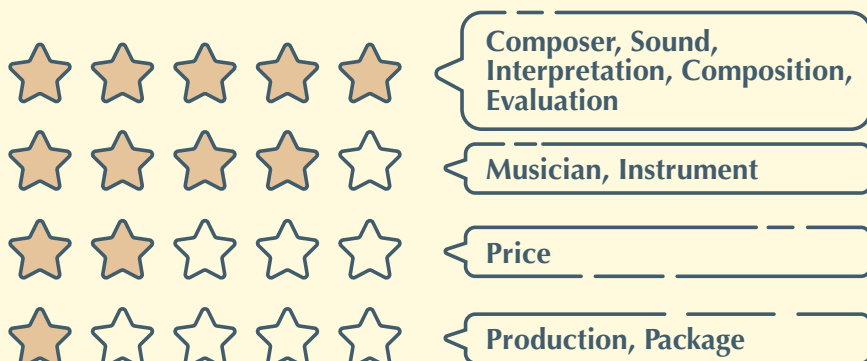 Composer, Sound,
Interpretation, Composition,
Evaluation
Musician, Instrument
Price
Production, Package